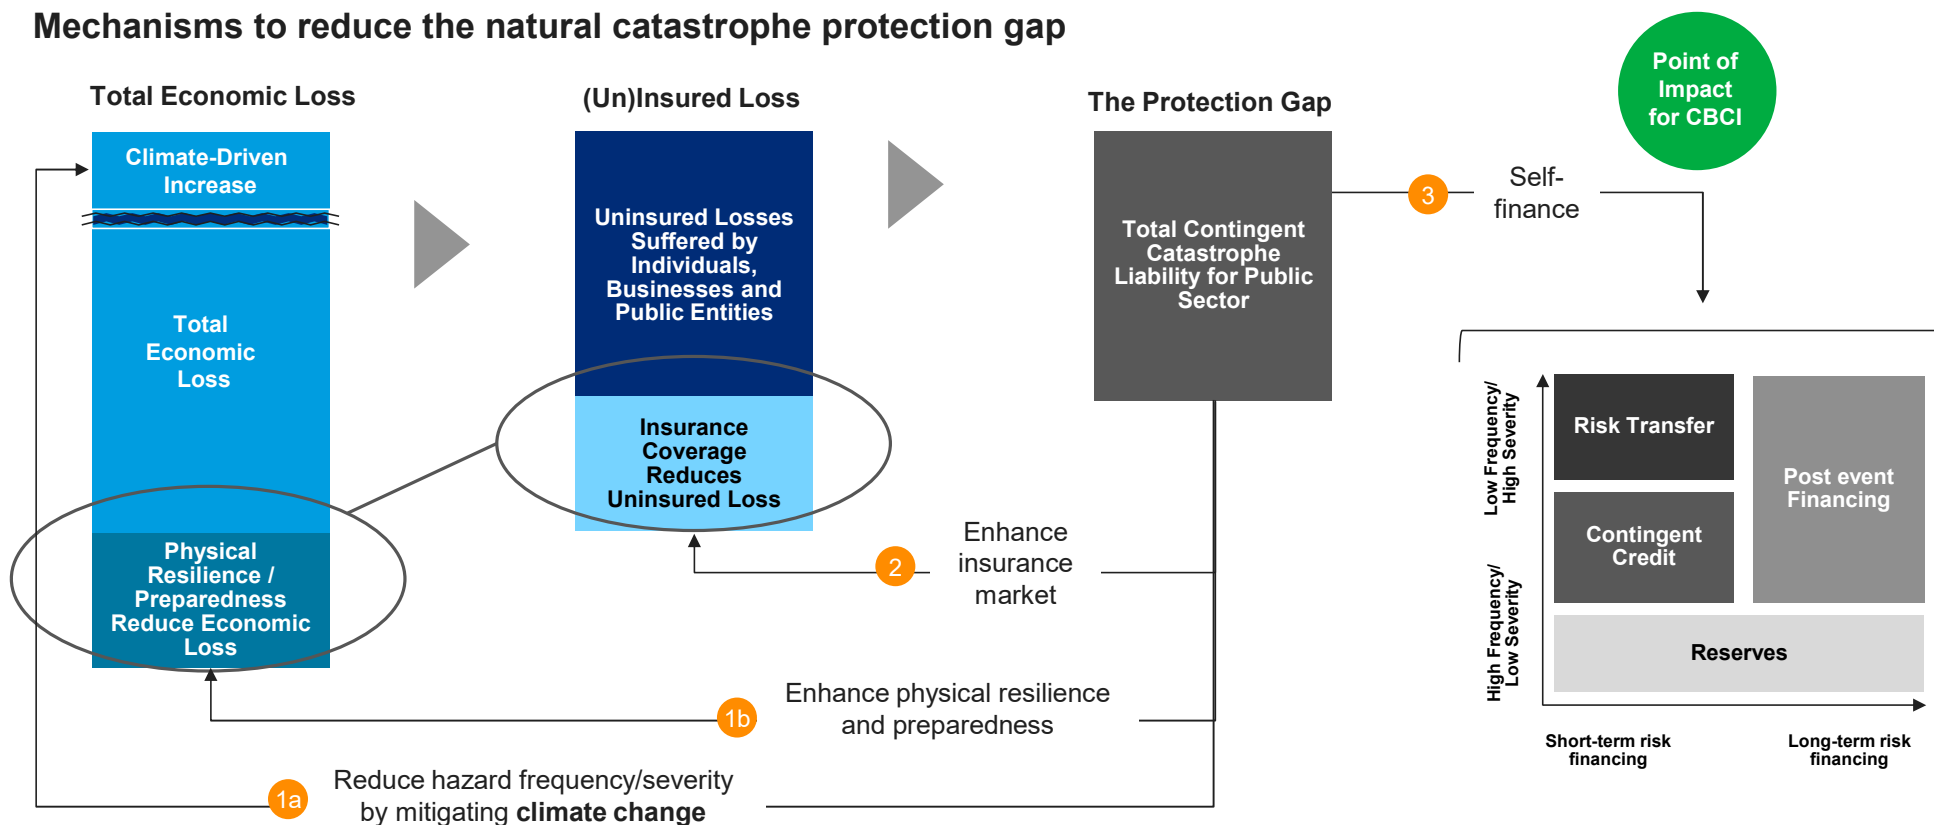 Mechanisms to reduce the natural catastrophe protection gap
Point of
Impact
for CBCI
Total Economic Loss
(Un)Insured Loss
The Protection Gap
Climate-Driven
Increase
Total
Economic
Loss
Physical
Resilience /
Preparedness
Reduce Economic
Loss
Uninsured Losses
Suffered by
Individuals,
Businesses and
Public Entities
Insurance
Coverage
Reduces
Uninsured Loss
Total Contingent
Catastrophe
Liability for Public
Sector
3
Self-
finance
2
Enhance
insurance
market
1b
Enhance physical resilience
and preparedness
1a
Reduce hazard frequency/severity
by mitigating climate change
Low Frequency/
High Severity
High Frequency/
Low Severity
Risk Transfer
Contingent
Credit
Post event
Financing
Reserves
Short-term risk
financing
Long-term risk
financing